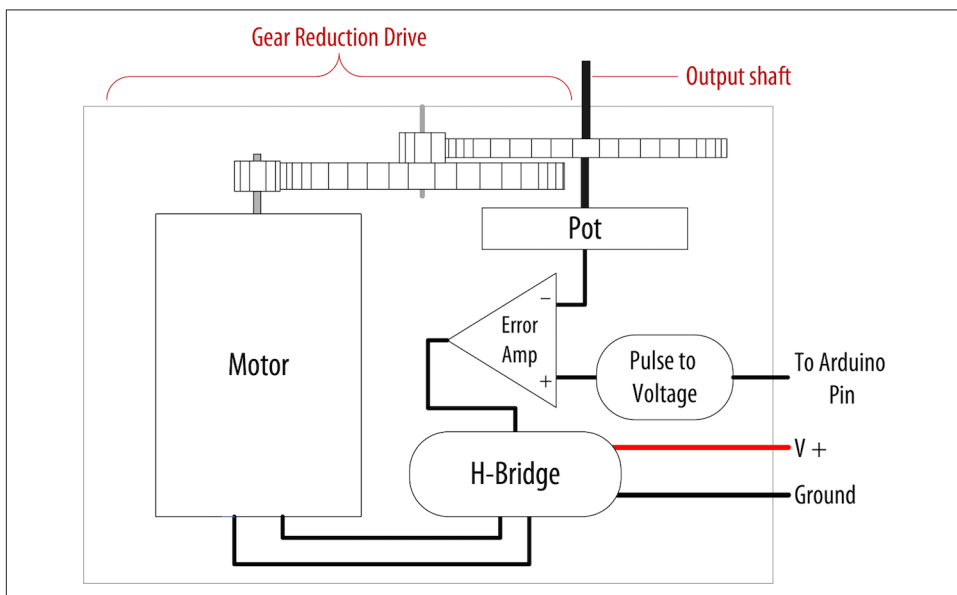 Gear Reduction Drive
Output shaft
Pot
−
Error
Amp
+
Motor
Pulse to
Voltage
To Arduino
Pin
H-Bridge
V +
Ground